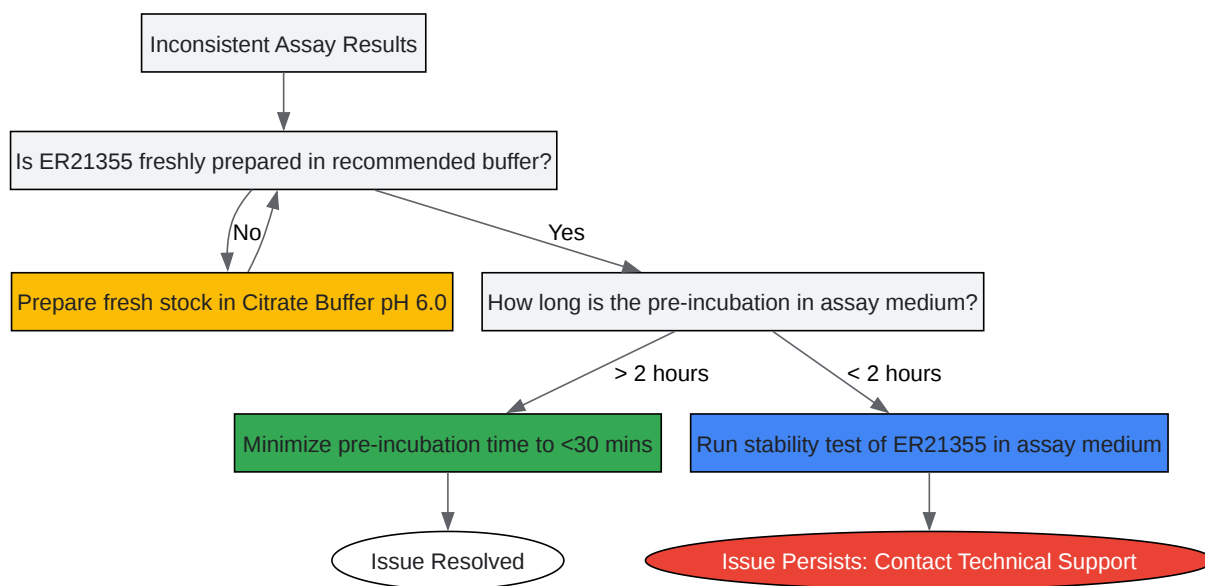 Inconsistent Assay Results
Is ER21355 freshly prepared in recommended buffer?
No
Yes
Prepare fresh stock in Citrate Buffer pH 6.0
How long is the pre-incubation in assay medium?
> 2 hours
< 2 hours
Minimize pre-incubation time to <30 mins
Run stability test of ER21355 in assay medium
Issue Resolved
Issue Persists: Contact Technical Support